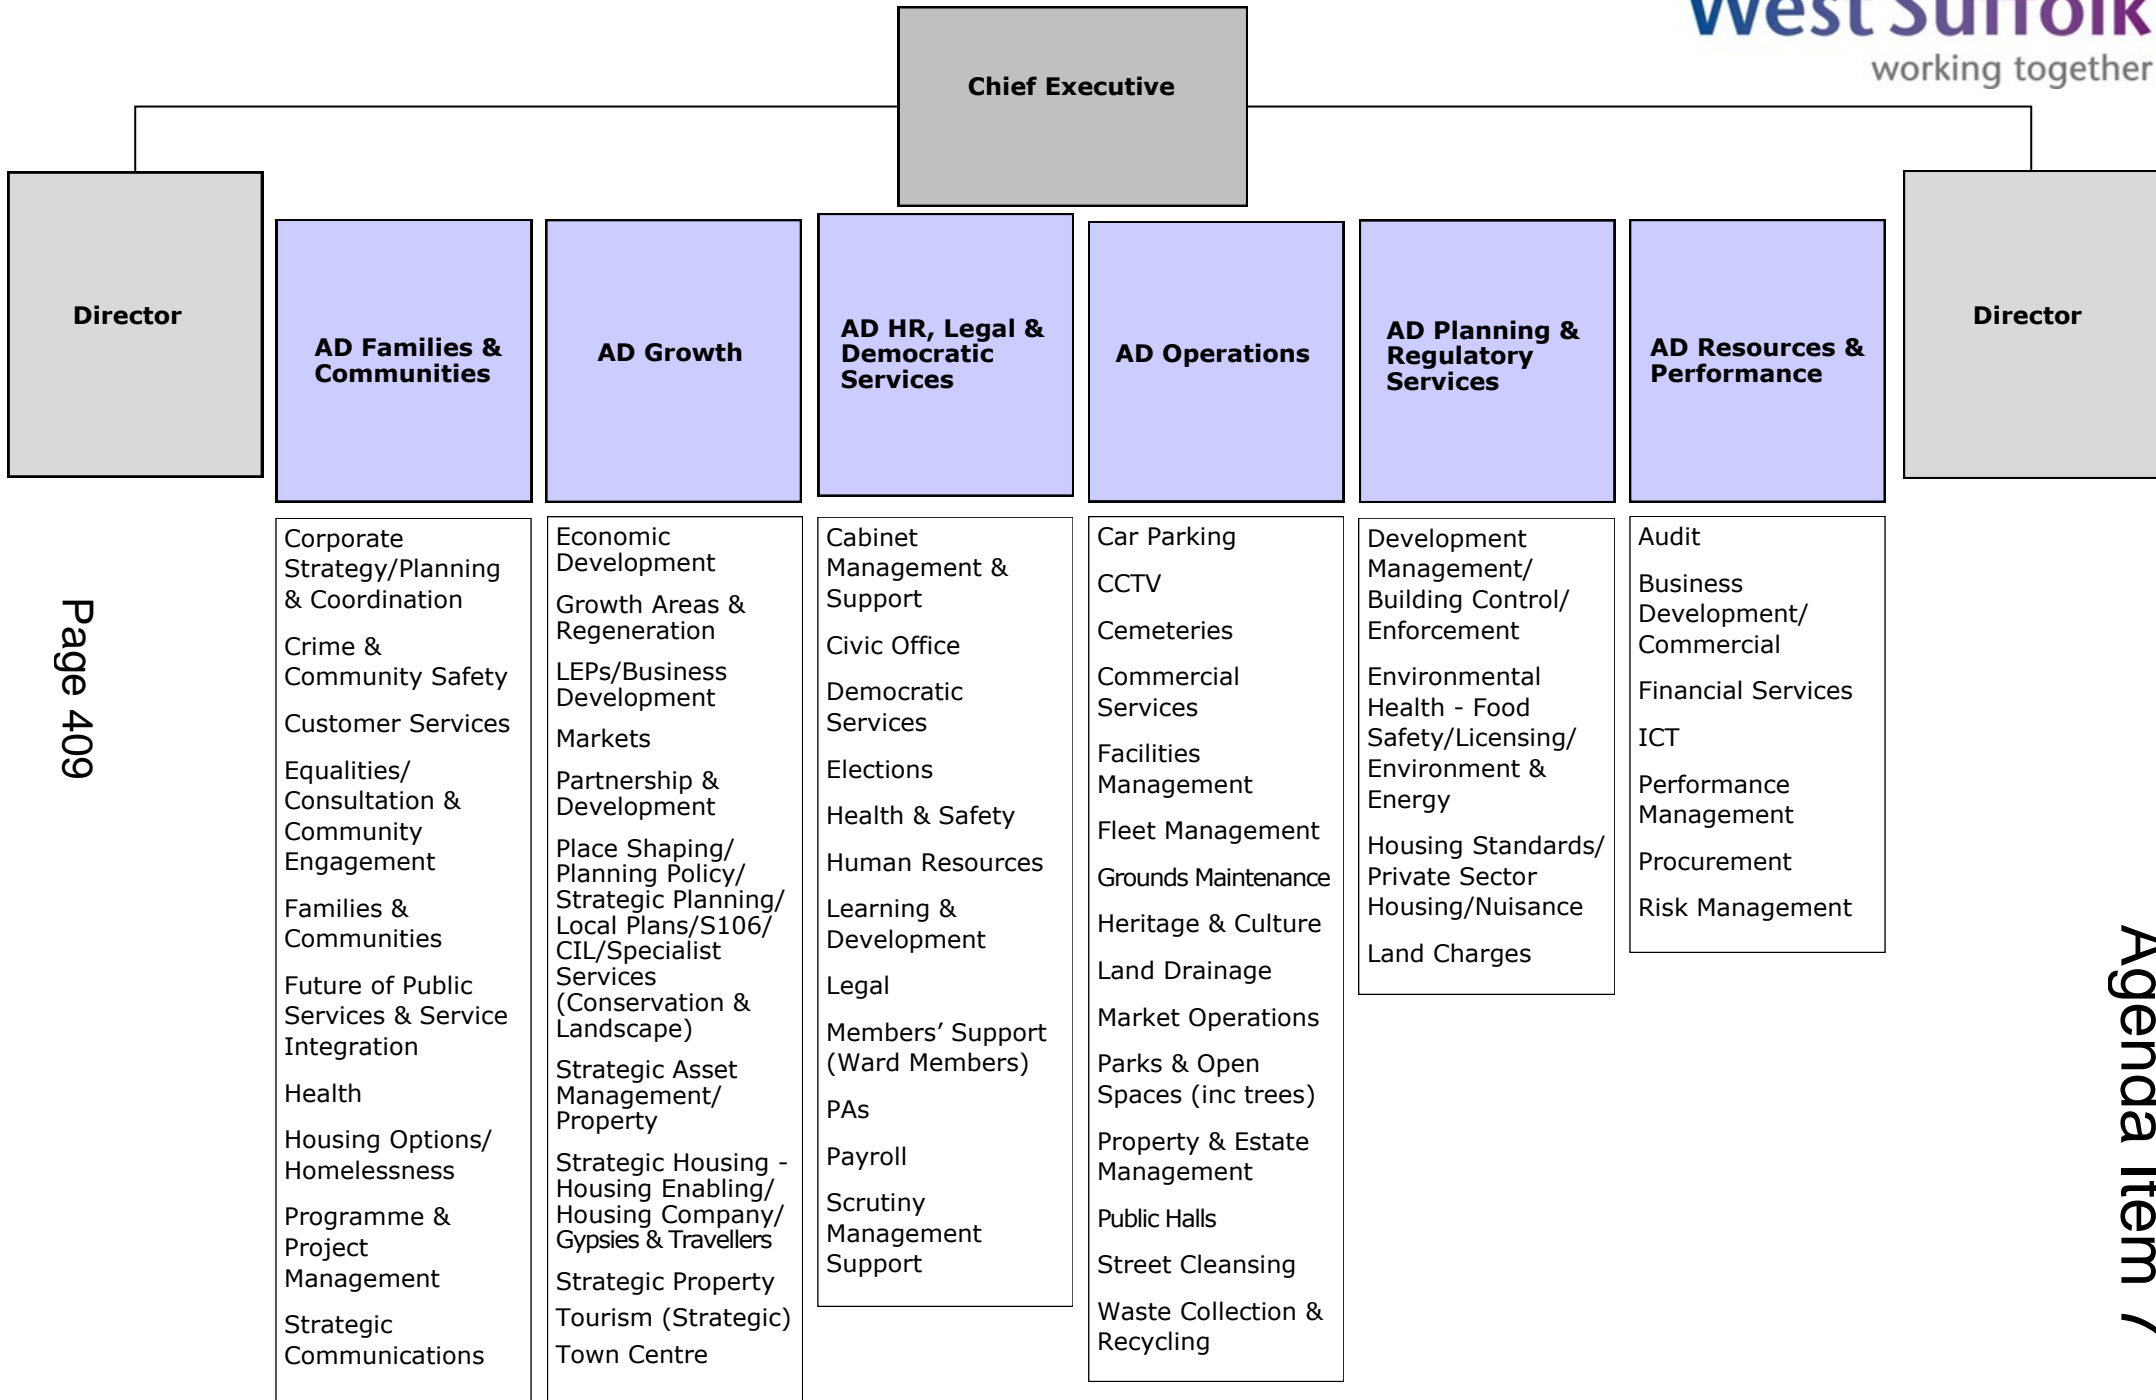 West Suffolk
working together
Chief Executive
Director
AD Families &
Communities
AD Growth
AD HR, Legal &
Democratic
Services
AD Operations
AD Planning &
Regulatory
Services
AD Resources &
Performance
Director
Corporate
Strategy/Planning
& Coordination
Crime &
Community Safety
Customer Services
Equalities/
Consultation &
Community
Engagement
Families &
Communities
Future of Public
Services & Service
Integration
Health
Housing Options/
Homelessness
Programme &
Project
Management
Strategic
Communications
Economic
Development
Growth Areas &
Regeneration
LEPs/Business
Development
Markets
Partnership &
Development
Place Shaping/
Planning Policy/
Strategic Planning/
Local Plans/S106/
CIL/Specialist
Services
(Conservation &
Landscape)
Strategic Asset
Management/
Property
Strategic Housing -
Housing Enabling/
Housing Company/
Gypsies & Travellers
Strategic Property
Tourism (Strategic)
Town Centre
Cabinet
Management &
Support
Civic Office
Democratic
Services
Elections
Health & Safety
Human Resources
Learning &
Development
Legal
Members’ Support
(Ward Members)
PAs
Payroll
Scrutiny
Management
Support
Car Parking
CCTV
Cemeteries
Commercial
Services
Facilities
Management
Fleet Management
Grounds Maintenance
Heritage & Culture
Land Drainage
Market Operations
Parks & Open
Spaces (inc trees)
Property & Estate
Management
Public Halls
Street Cleansing
Waste Collection &
Recycling
Development
Management/
Building Control/
Enforcement
Environmental
Health - Food
Safety/Licensing/
Environment &
Energy
Housing Standards/
Private Sector
Housing/Nuisance
Land Charges
Audit
Business
Development/
Commercial
Financial Services
ICT
Performance
Management
Procurement
Risk Management
Page 409
Agenda Item 7